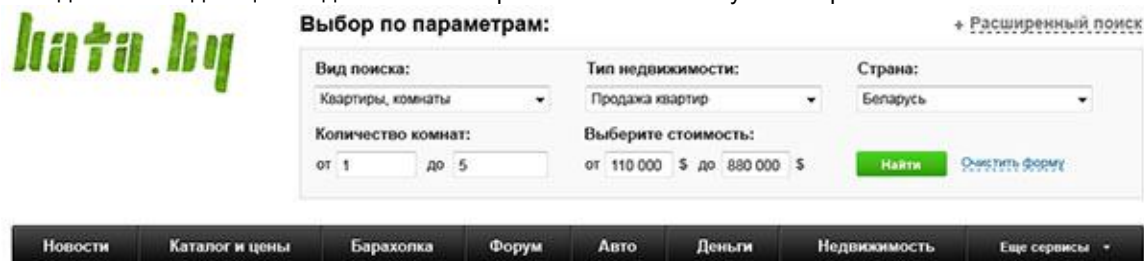 hata.by
Выбор по параметрам:
+ Расширенный поиск
Вид поиска:
Тип недвижимости:
Страна:
Квартиры, комнаты
Продажа квартир
Беларусь
Количество комнат:
Выберите стоимость:
от 1 до 5
от 110 000 $ до 880 000 $
Найти
Очистить форму
Новости Каталог и цены Барахолка Форум Авто Деньги Недвижимость Еще сервисы